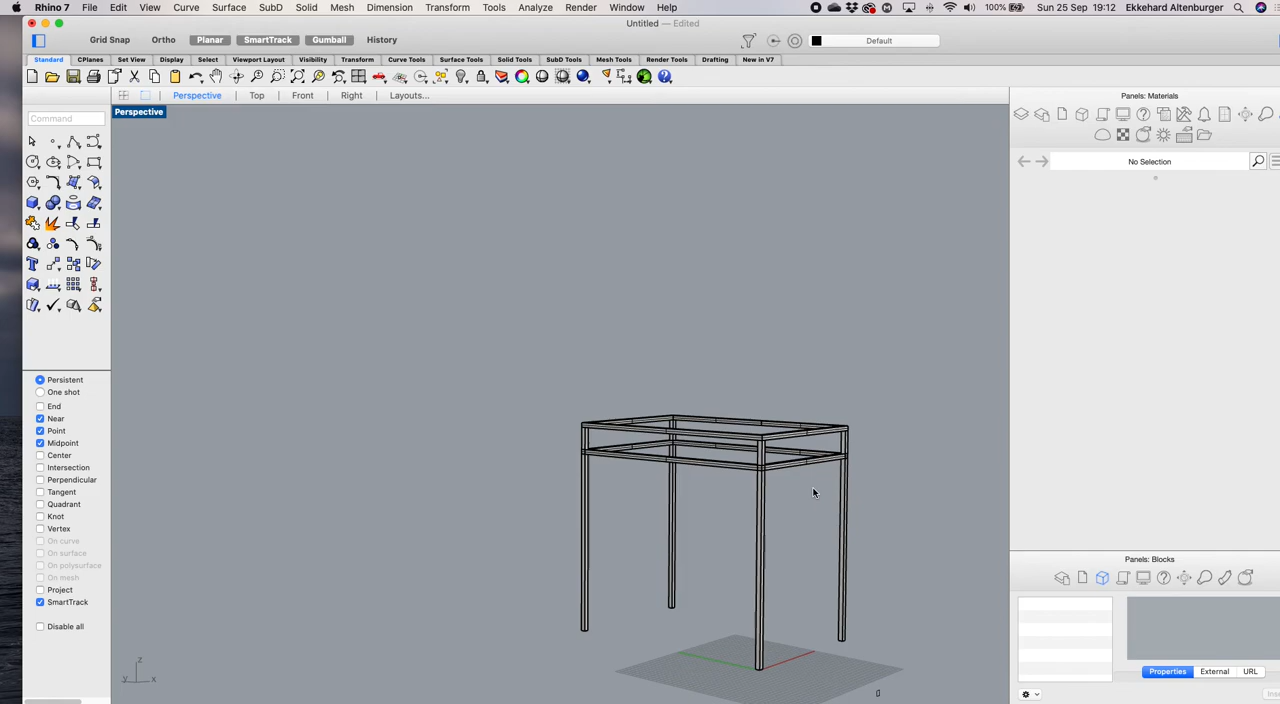 Rhino 7 File Edit View Curve Surface SubD Solid Mesh Dimension Transform Tools Analyze Render Window Help 100% Sun 25 Sep 19:12 Ekkehard Altenburger
Untitled — Edited
Grid Snap Ortho Planar SmartTrack Gumball History Default
Standard CPlanes Set View Display Select Viewport Layout Visibility Transform Curve Tools Surface Tools Solid Tools SubD Tools Mesh Tools Render Tools Drafting New in V7
Perspective Top Front Right Layouts... Panels: Materials
Perspective
Command
No Selection
Persistent
One shot
End
Near
Point
Midpoint
Center
Intersection
Perpendicular
Tangent
Quadrant
Knot
Vertex
On curve
On surface
On polysurface
On mesh
Project
SmartTrack
Disable all
z
y x
Panels: Blocks
Properties External URL